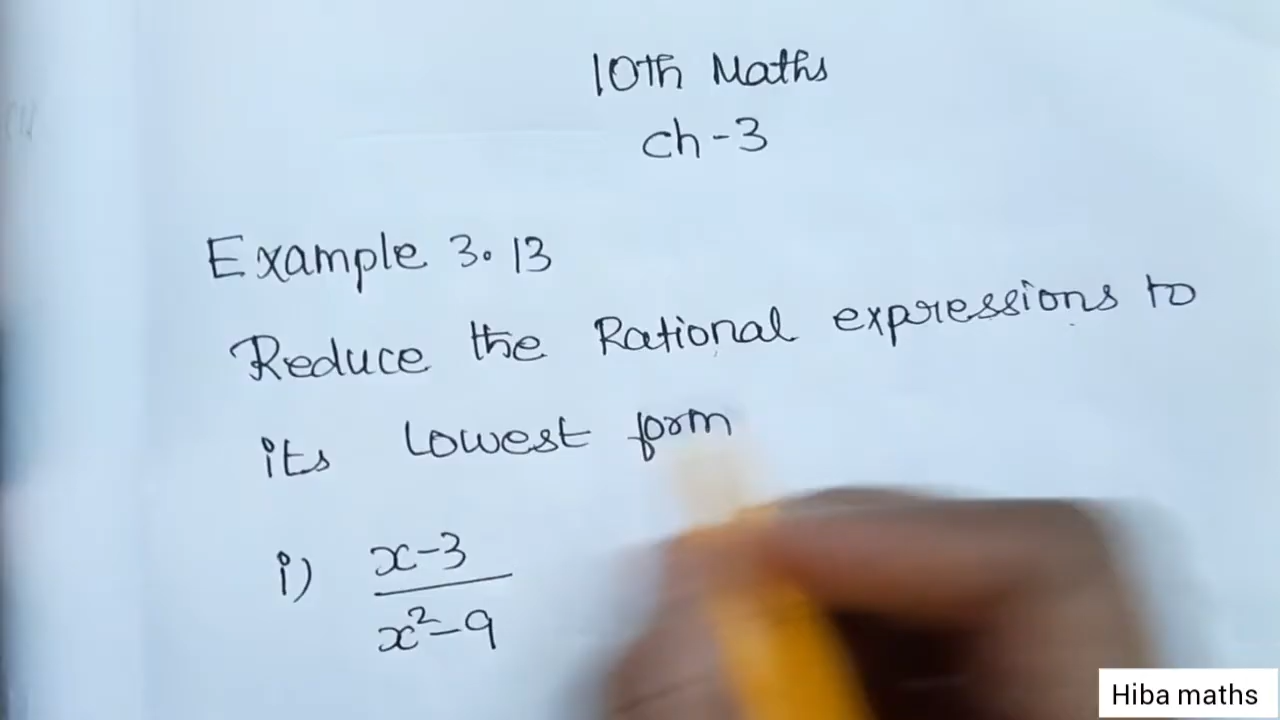 10th Maths
ch-3
Example 3.13
Reduce the Rational expressions to
its lowest form
i) x-3
x²-9
Hiba maths